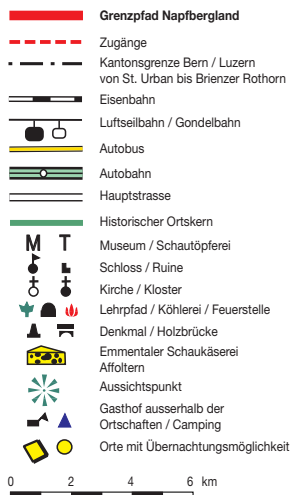 Grenzpfad Napfbergland
Zugänge
Kantonsgrenze Bern / Luzern
von St. Urban bis Brienzer Rothorn
Eisenbahn
Luftseilbahn / Gondelbahn
Autobus
Autobahn
Hauptstrasse
Historischer Ortskern
M T Museum / Schautöpferei
Schloss / Ruine
Kirche / Kloster
Lehrpfad / Köhlerei / Feuerstelle
Denkmal / Holzbrücke
Emmentaler Schaukäserei
Affoltern
Aussichtspunkt
Gasthof ausserhalb der
Ortschaften / Camping
Orte mit Übernachtungsmöglichkeit
0 2 4 6 km